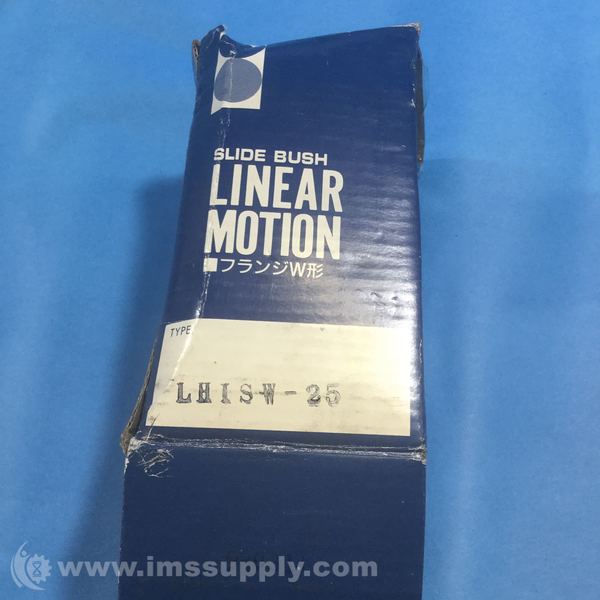 SLIDE BUSH
LINEAR
MOTION
■フランジW形
TYPE
LHISW-25
www.imssupply.com